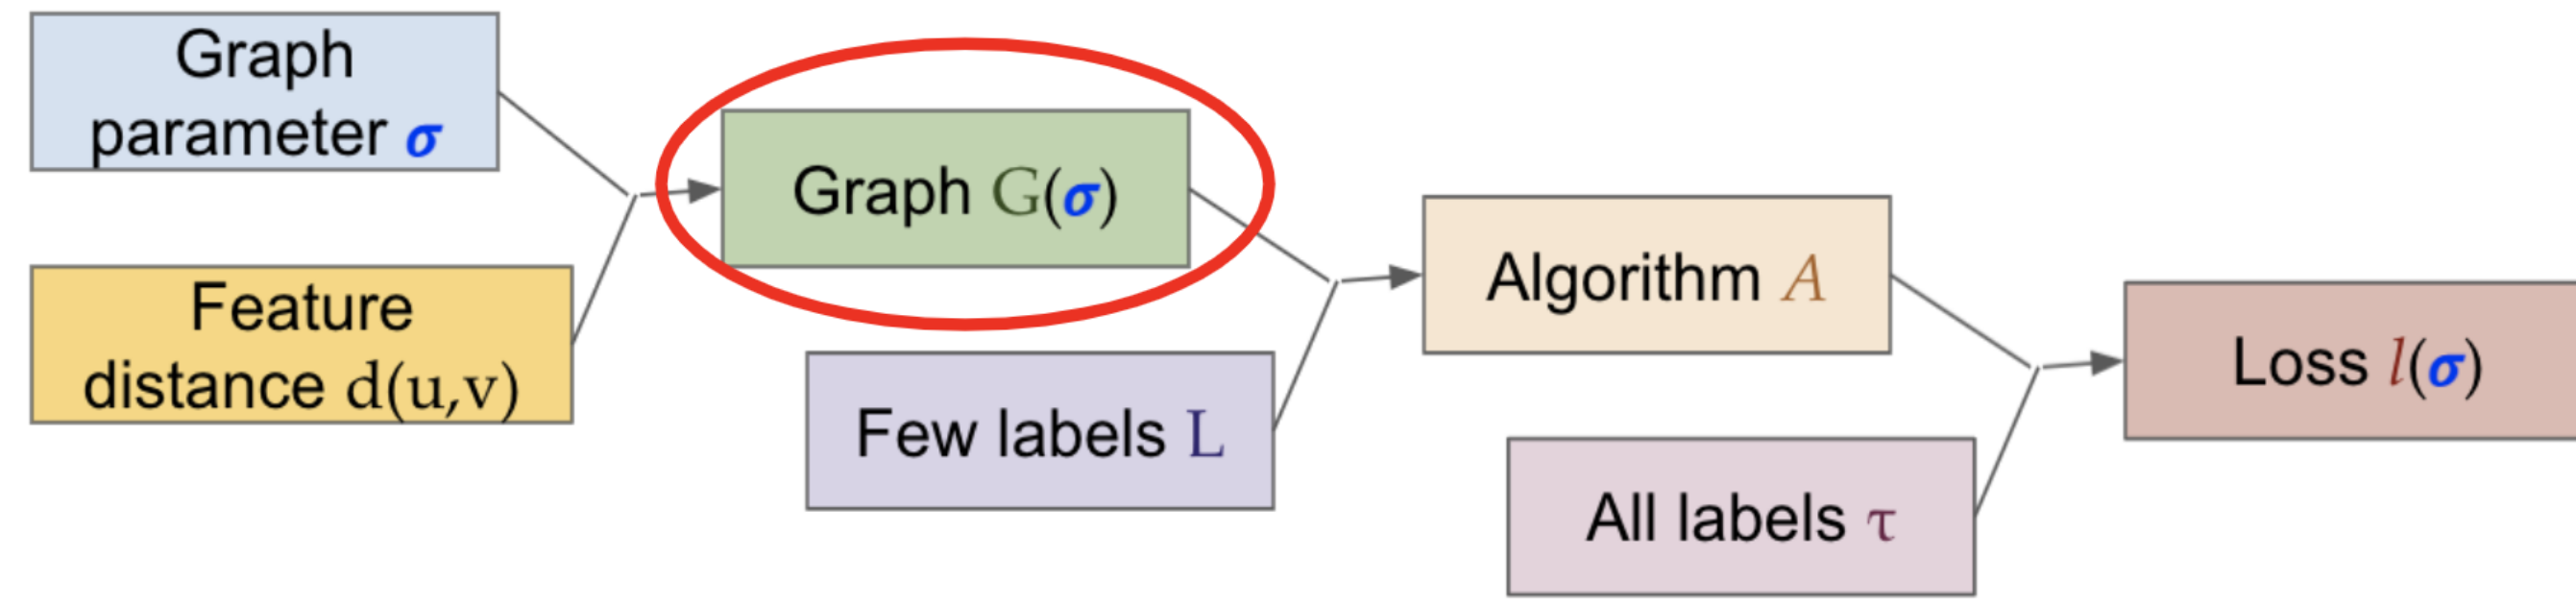 Graph
parameter σ
Feature
distance d(u,v)
Graph G(σ)
Few labels L
Algorithm A
All labels τ
Loss l(σ)